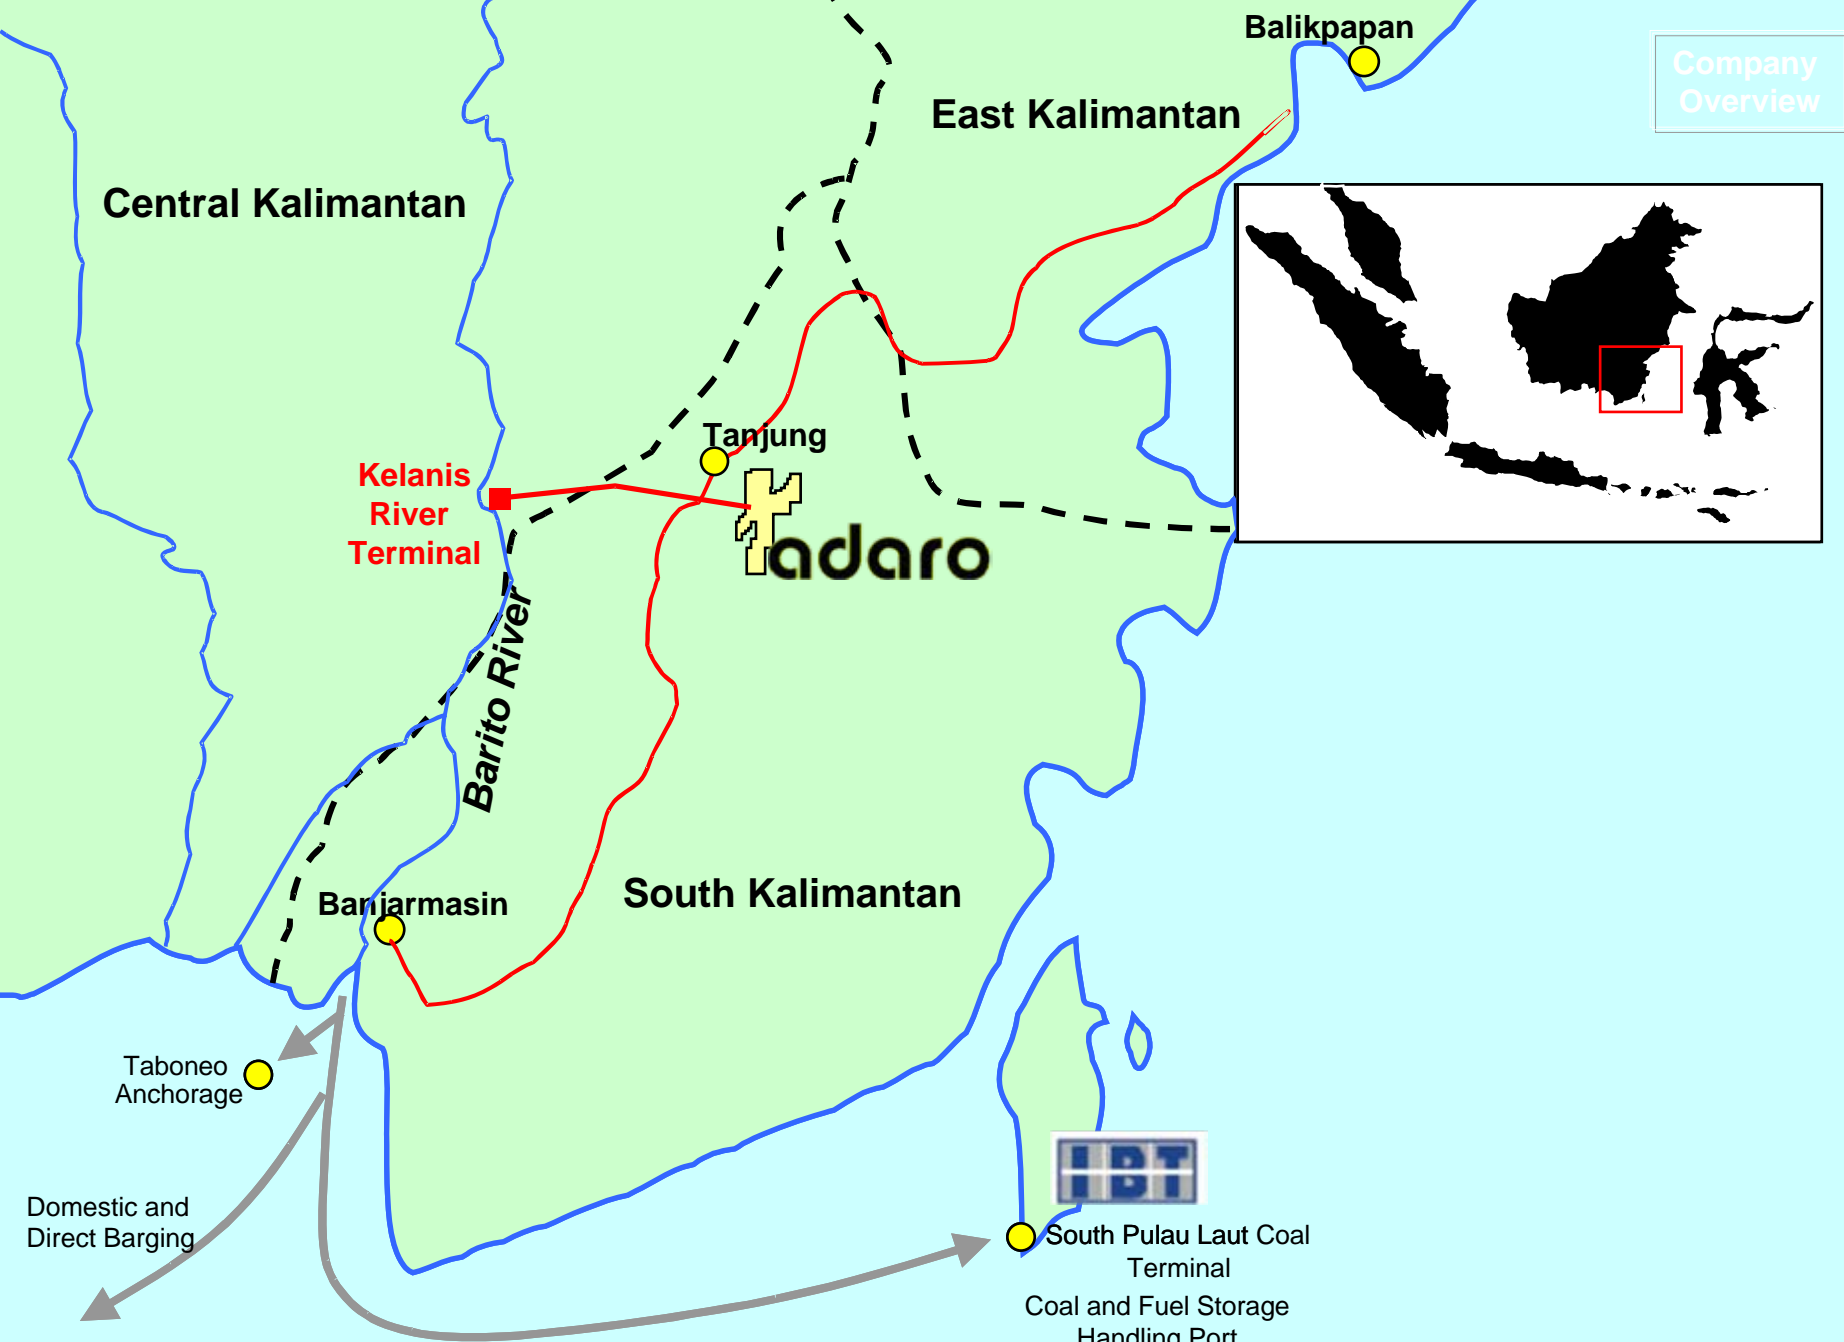 Balikpapan
Company
Overview
East Kalimantan
Central Kalimantan
Tanjung
Kelanis
River
Terminal
adaro
Barito River
South Kalimantan
Banjarmasin
Taboneo
Anchorage
IBT
Domestic and
Direct Barging
South Pulau Laut Coal
Terminal
Coal and Fuel Storage
Handling Port